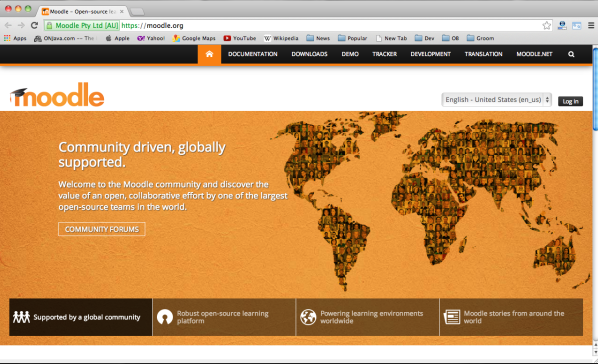 Moodle - Open-source le
Moodle Pty Ltd [AU] https://moodle.org
Apps ONJava.com -- The Apple Yahoo! Google Maps YouTube Wikipedia News Popular New Tab Dev OB Groom
DOCUMENTATION DOWNLOADS DEMO TRACKER DEVELOPMENT TRANSLATION MOODLE.NET
moodle
English - United States (en_us) Log in
Community driven, globally
supported.
Welcome to the Moodle community and discover the
value of an open, collaborative effort by one of the largest
open-source teams in the world.
COMMUNITY FORUMS
Supported by a global community
Robust open-source learning
platform
Powering learning environments
worldwide
Moodle stories from around the
world